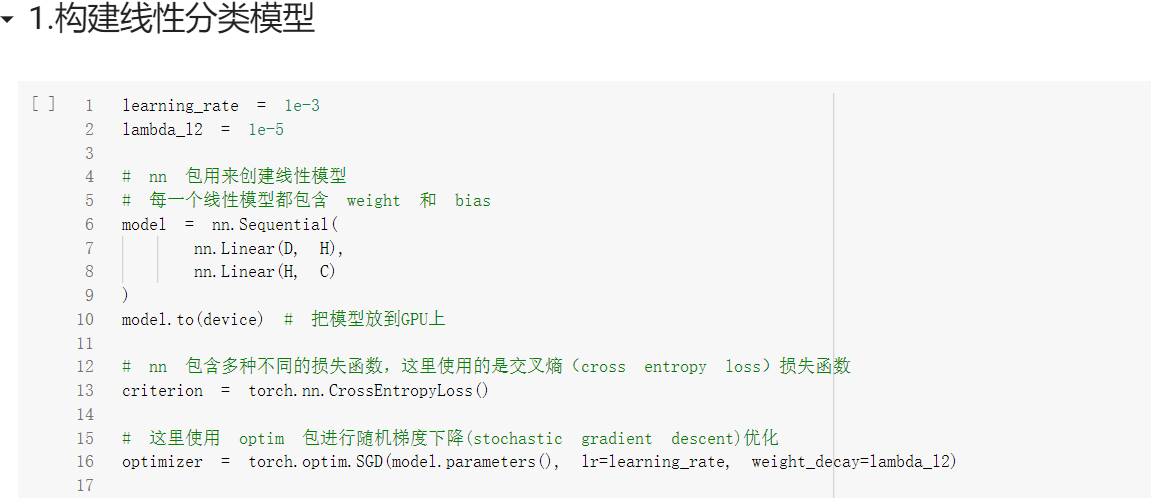 1.构建线性分类模型
[ ]
1 learning_rate = 1e-3
2 lambda_l2 = 1e-5
3
4 # nn 包用来创建线性模型
5 # 每一个线性模型都包含 weight 和 bias
6 model = nn.Sequential(
7 nn.Linear(D, H),
8 nn.Linear(H, C)
9 )
10 model.to(device) # 把模型放到GPU上
11
12 # nn 包含多种不同的损失函数，这里使用的是交叉熵（cross entropy loss）损失函数
13 criterion = torch.nn.CrossEntropyLoss()
14
15 # 这里使用 optim 包进行随机梯度下降(stochastic gradient descent)优化
16 optimizer = torch.optim.SGD(model.parameters(), lr=learning_rate, weight_decay=lambda_l2)
17